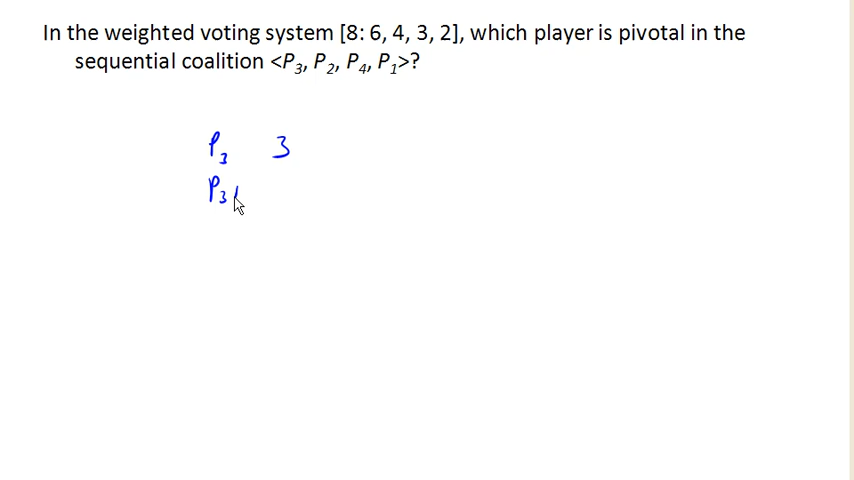 In the weighted voting system [8: 6, 4, 3, 2], which player is pivotal in the
sequential coalition <P₃, P₂, P₄, P₁>?
P₃ 3
P₃